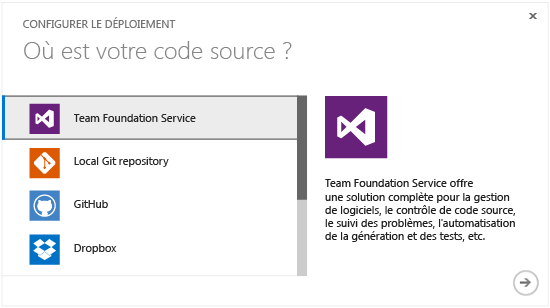 CONFIGURER LE DÉPLOIEMENT
Où est votre code source ?
Team Foundation Service
Local Git repository
GitHub
Dropbox
Team Foundation Service offre
une solution complète pour la gestion
de logiciels, le contrôle de code source,
le suivi des problèmes, l'automatisation
de la génération et des tests, etc.